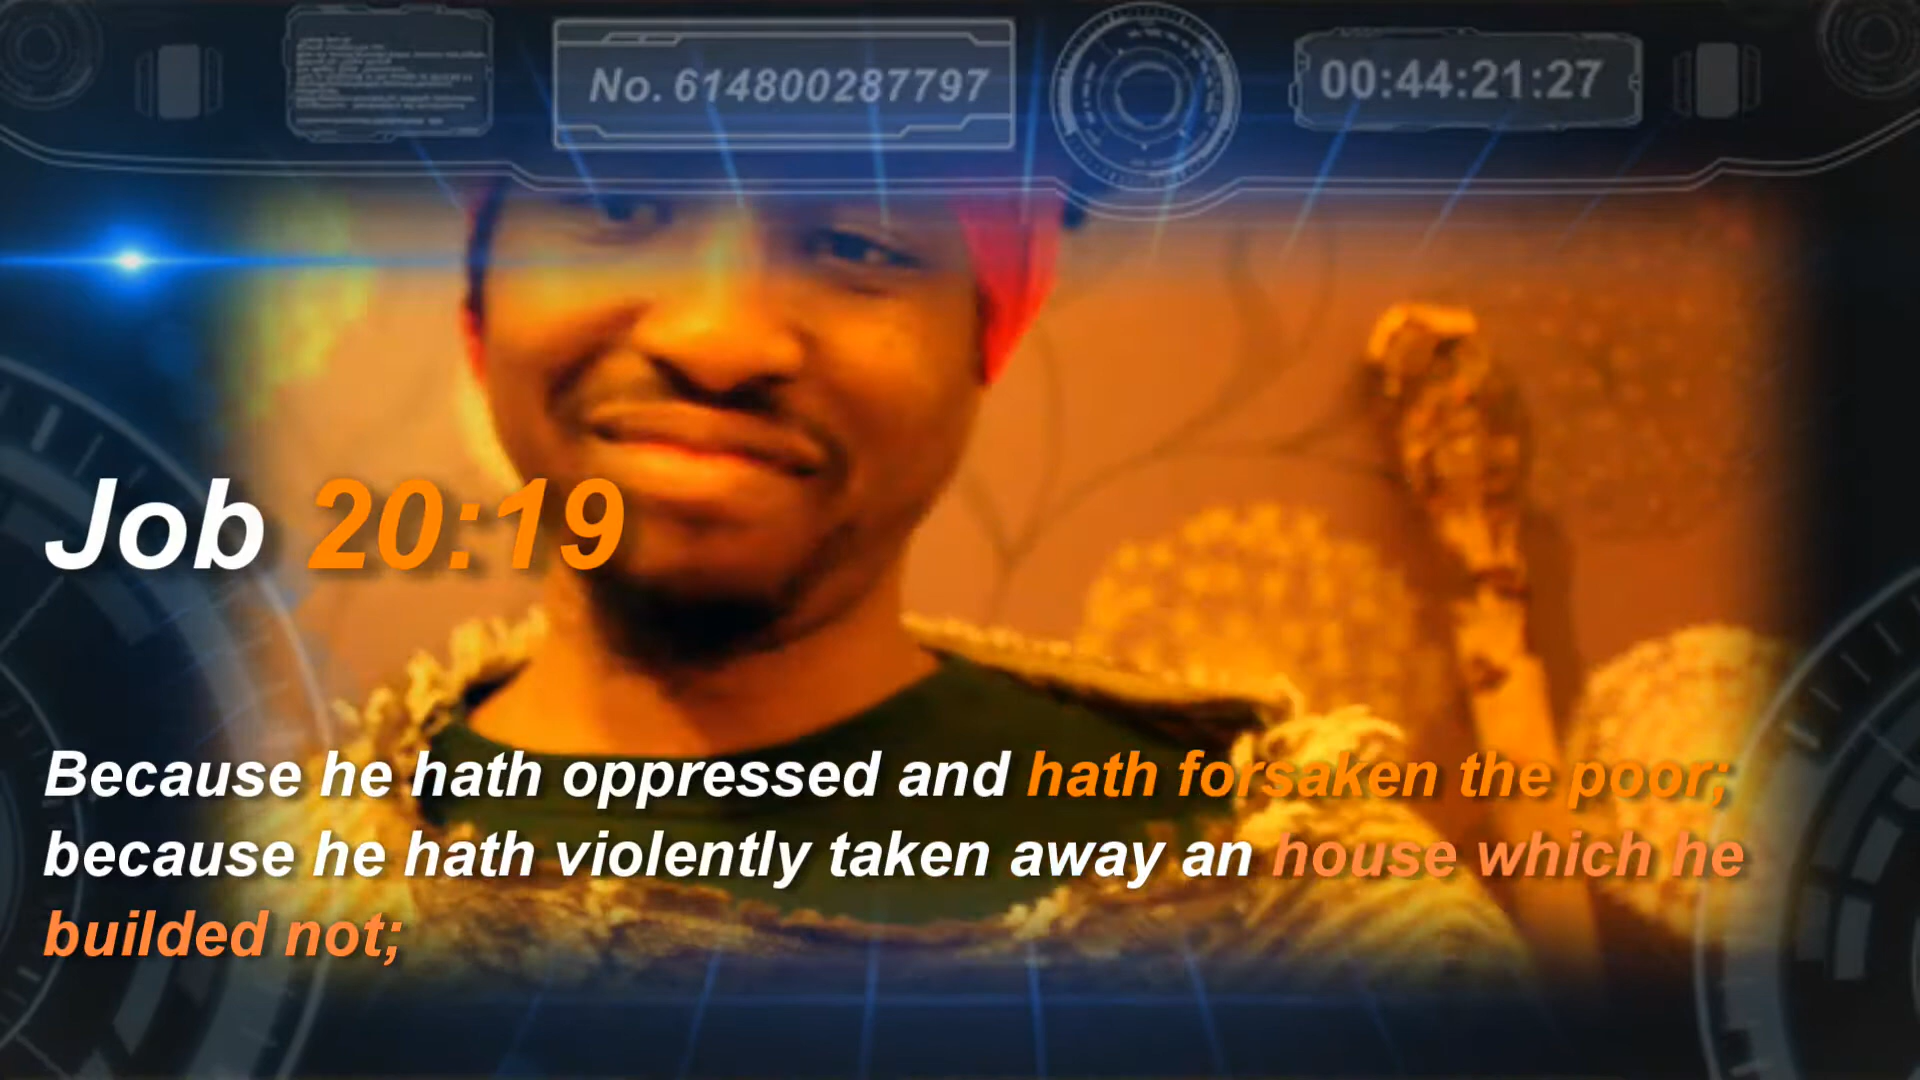 No. 614800287797
00:44:21:27
Job 20:19
Because he hath oppressed and hath forsaken the poor;
because he hath violently taken away an house which he
builded not;